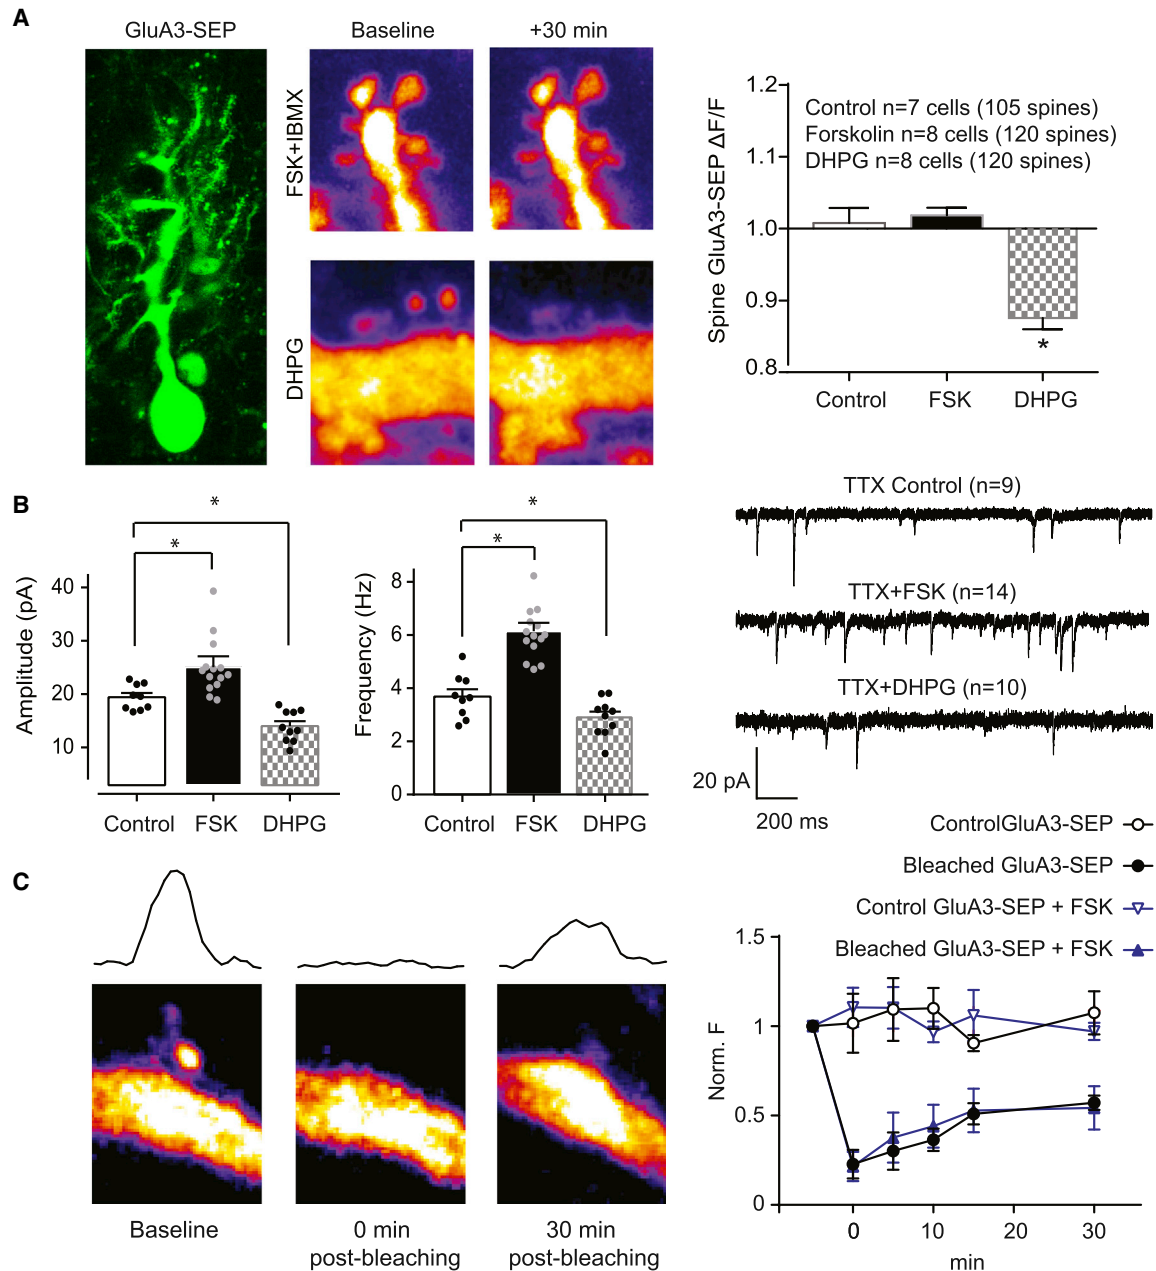 A
GluA3-SEP
Baseline
+30 min
FSK+IBMX
DHPG
Spine GluA3-SEP ΔF/F
1.2
1.1
1.0
0.9
0.8
Control n=7 cells (105 spines)
Forskolin n=8 cells (120 spines)
DHPG n=8 cells (120 spines)
*
Control
FSK
DHPG
B
Amplitude (pA)
40
30
20
10
*
*
Control
FSK
DHPG
Frequency (Hz)
8
6
4
2
0
*
*
Control
FSK
DHPG
TTX Control (n=9)
TTX+FSK (n=14)
TTX+DHPG (n=10)
20 pA
200 ms
C
Baseline
0 min
post-bleaching
30 min
post-bleaching
ControlGluA3-SEP
Bleached GluA3-SEP
Control GluA3-SEP + FSK
Bleached GluA3-SEP + FSK
Norm. F
1.5
1
0.5
0
0
10
20
30
min